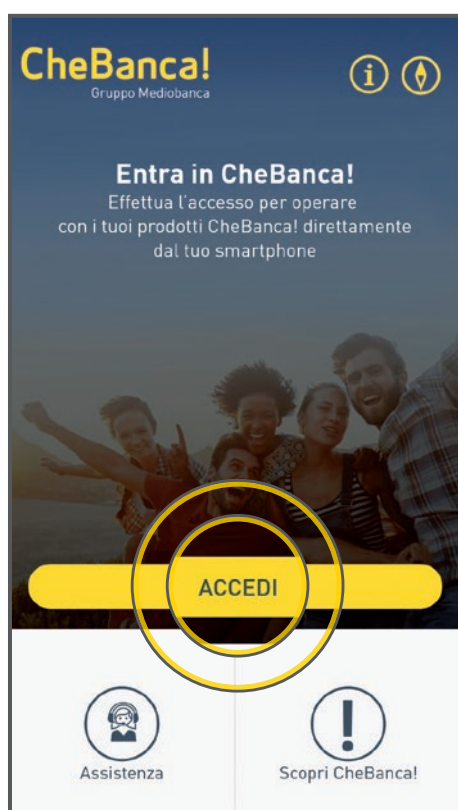 CheBanca!
Gruppo Mediobanca
Entra in CheBanca!
Effettua l'accesso per operare
con i tuoi prodotti CheBanca! direttamente
dal tuo smartphone
ACCEDI
Assistenza
Scopri CheBanca!